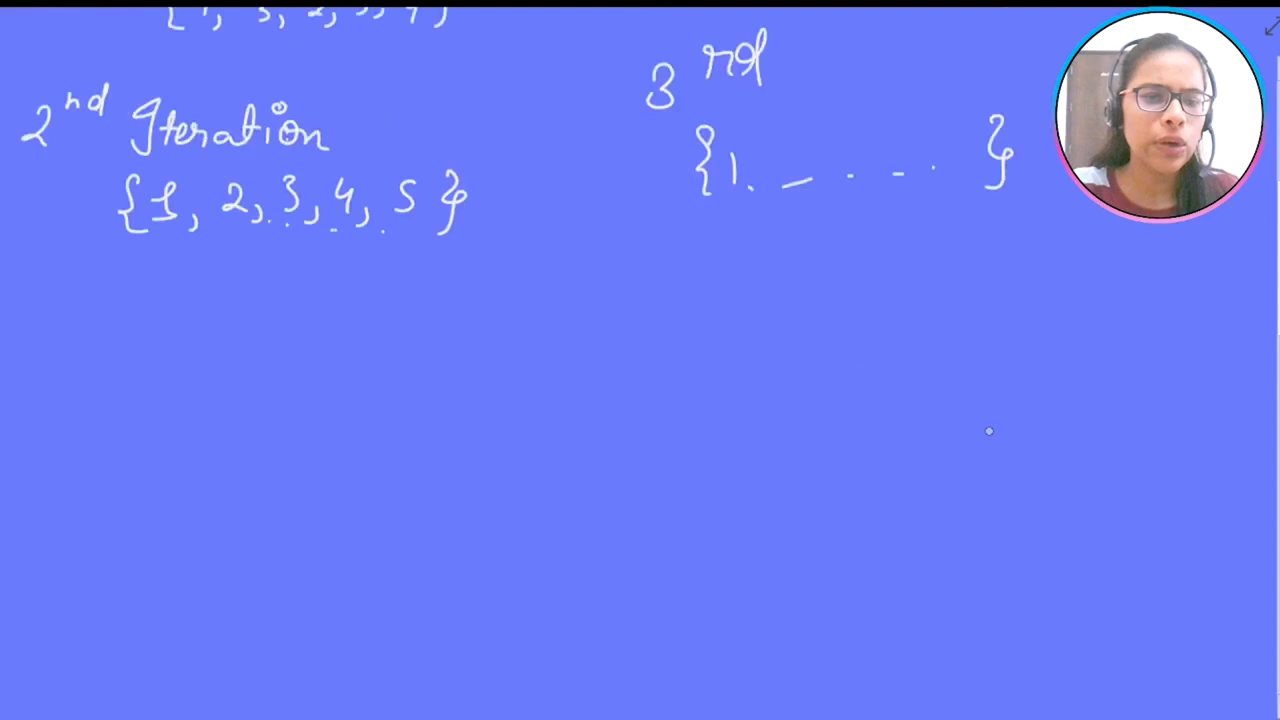 2nd Iteration
{1, 2, 3, 4, 5}
3rd
{1. _ . - . }